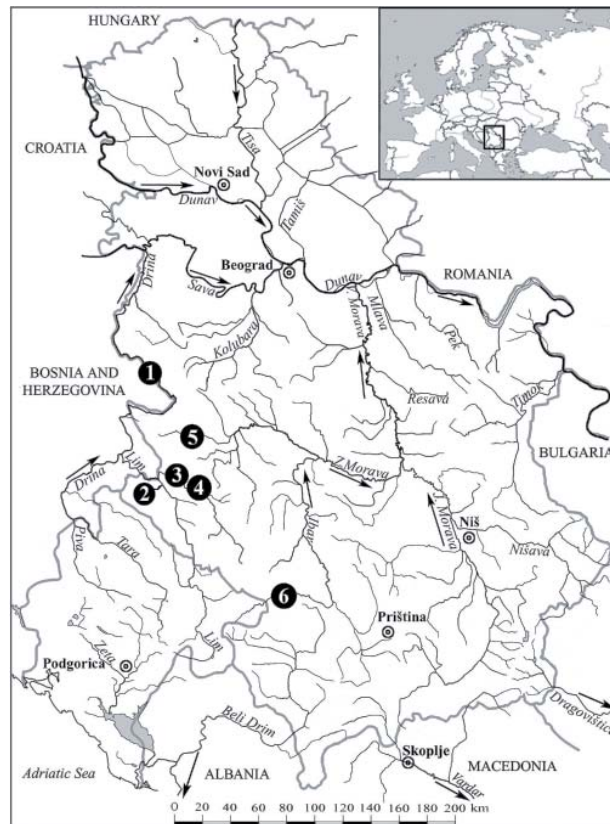 HUNGARY
CROATIA
Tisa
Novi Sad
Dunav
Tamiš
Beograd
Drina
Sava
Dunav
ROMANIA
V. Morava
Mlava
Pek
Kolubara
BOSNIA AND
HERZEGOVINA
1
Resava
Timok
BULGARIA
5
Drina
Lim
3
2
4
Z. Morava
Ibar
J. Morava
Niš
Nišava
Piva
Tara
6
Priština
Podgorica
Zeta
Lim
Beli Drim
Dragovištica
Skoplje
MACEDONIA
Adriatic Sea
ALBANIA
Vardar
0 20 40 60 80 100 120 140 160 180 200 km